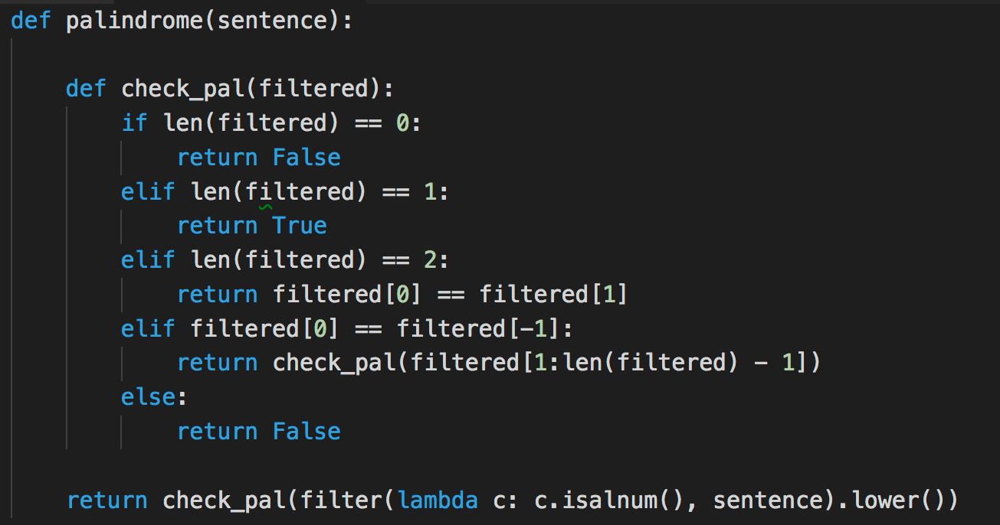 def palindrome(sentence):
    def check_pal(filtered):
        if len(filtered) == 0:
            return False
        elif len(filtered) == 1:
            return True
        elif len(filtered) == 2:
            return filtered[0] == filtered[1]
        elif filtered[0] == filtered[-1]:
            return check_pal(filtered[1:len(filtered) - 1])
        else:
            return False
    return check_pal(filter(lambda c: c.isalnum(), sentence).lower())